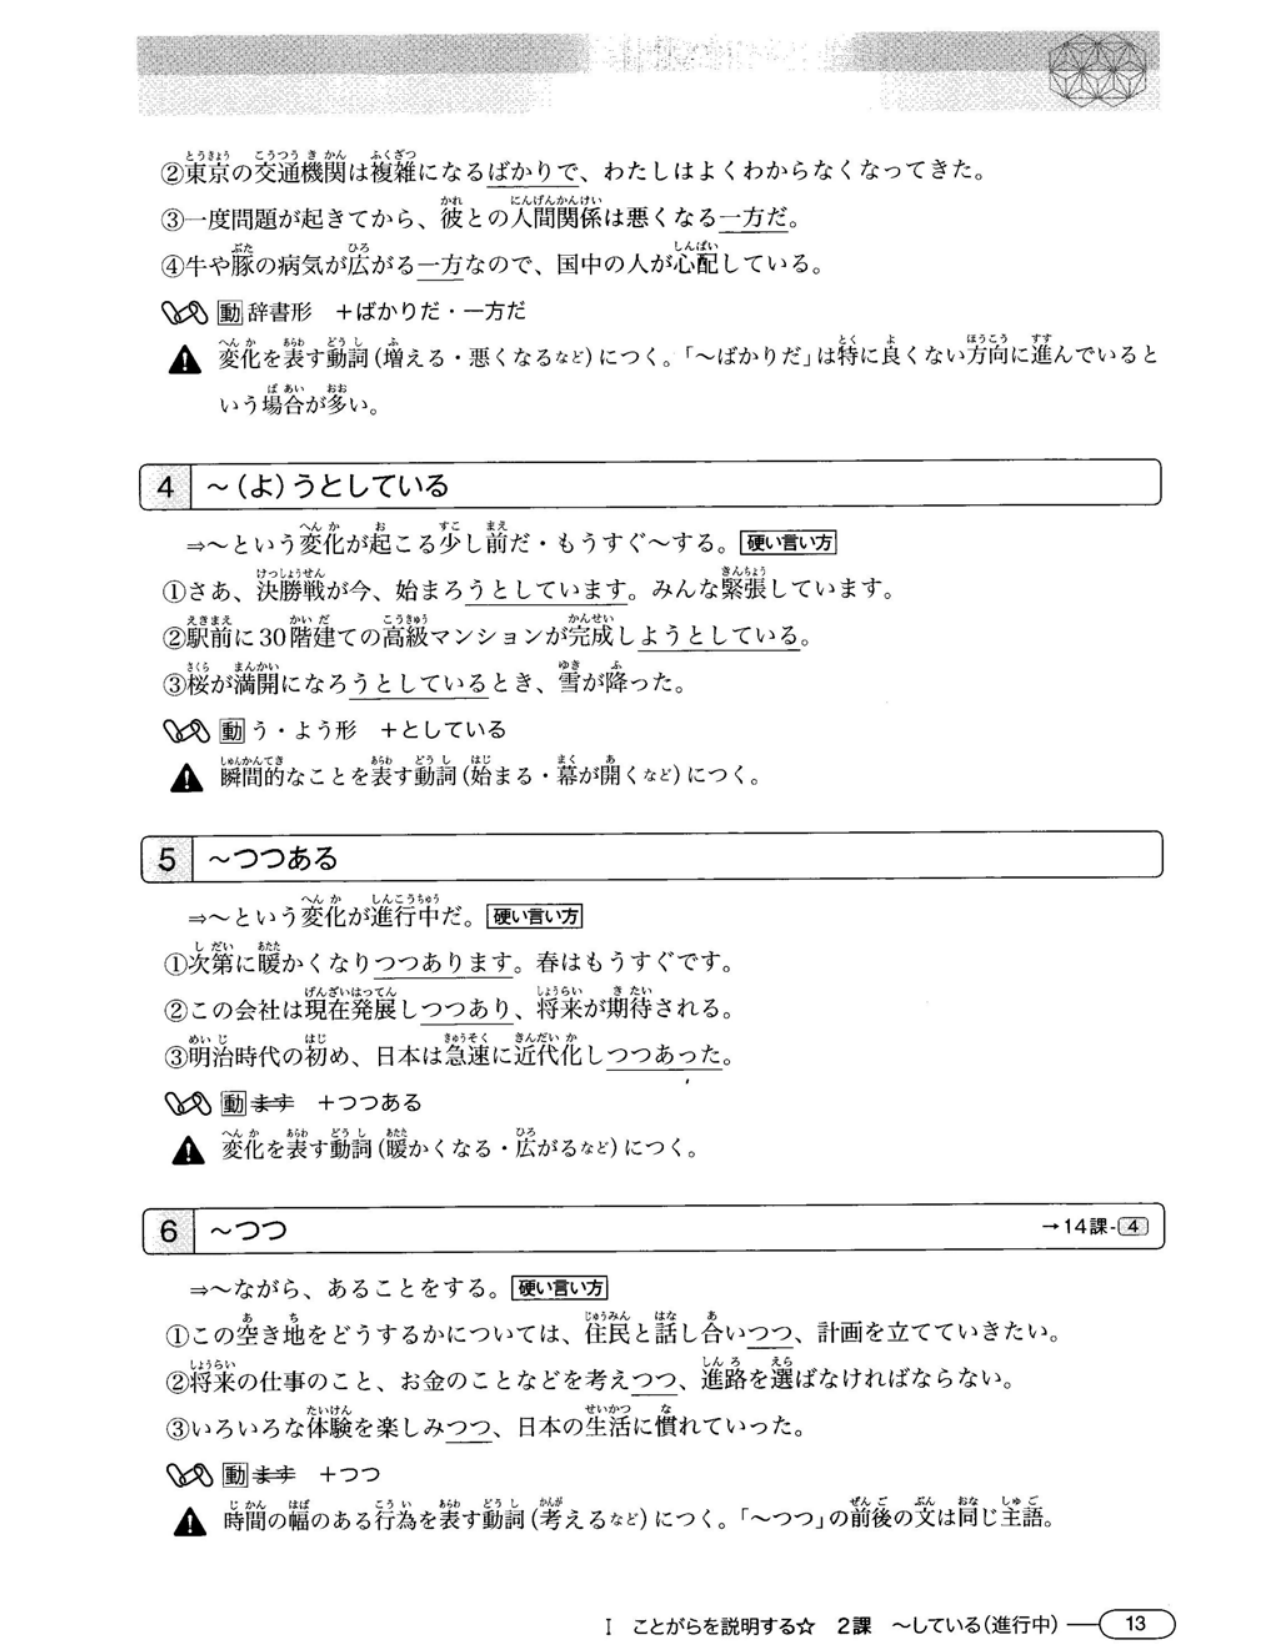 ②東京の交通機関は複雑になるばかりで、わたしはよくわからなくなってきた。
③一度問題が起きてから、彼との人間関係は悪くなる一方だ。
④牛や豚の病気が広がる一方なので、国中の人が心配している。
動辞書形　＋ばかりだ・一方だ
変化を表す動詞(増える・悪くなるなど)につく。「～ばかりだ」は特に良くない方向に進んでいると
いう場合が多い。
4 ～(よ)うとしている
⇒～という変化が起こる少し前だ・もうすぐ～する。硬い言い方
①さあ、決勝戦が今、始まろうとしています。みんな緊張しています。
②駅前に30階建ての高級マンションが完成しようとしている。
③桜が満開になろうとしているとき、雪が降った。
動う・よう形　＋としている
瞬間的なことを表す動詞(始まる・幕が開くなど)につく。
5 ～つつある
⇒～という変化が進行中だ。硬い言い方
①次第に暖かくなりつつあります。春はもうすぐです。
②この会社は現在発展しつつあり、将来が期待される。
③明治時代の初め、日本は急速に近代化しつつあった。
動ます　＋つつある
変化を表す動詞(暖かくなる・広がるなど)につく。
6 ～つつ →14課-4
⇒～ながら、あることをする。硬い言い方
①この空き地をどうするかについては、住民と話し合いつつ、計画を立てていきたい。
②将来の仕事のこと、お金のことなどを考えつつ、進路を選ばなければならない。
③いろいろな体験を楽しみつつ、日本の生活に慣れていった。
動ます　＋つつ
時間の幅のある行為を表す動詞(考えるなど)につく。「～つつ」の前後の文は同じ主語。
Ⅰ　ことがらを説明する☆　2課　～している(進行中) 13